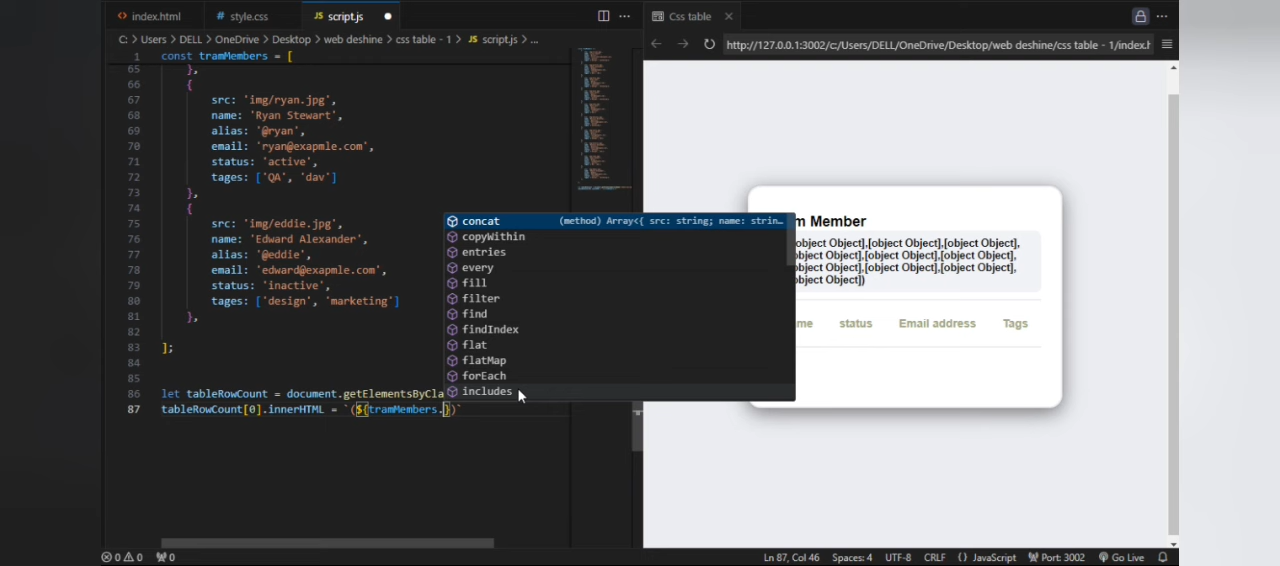 index.html
# style.css
JS script.js
Css table
C: > Users > DELL > OneDrive > Desktop > web deshine > css table - 1 > JS script.js > ...
http://127.0.0.1:3002/c:/Users/DELL/OneDrive/Desktop/web deshine/css table - 1/index.h
1 const tramMembers = [
65 },
66 {
67 src: 'img/ryan.jpg',
68 name: 'Ryan Stewart',
69 alias: '@ryan',
70 email: 'ryan@exapmle.com',
71 status: 'active',
72 tages: ['QA', 'dav']
73 },
74 {
75 src: 'img/eddie.jpg',
76 name: 'Edward Alexander',
77 alias: '@eddie',
78 email: 'edward@exapmle.com',
79 status: 'inactive',
80 tages: ['design', 'marketing']
81 },
82
83 ];
84
85
86 let tableRowCount = document.getElementsByCla
87 tableRowCount[0].innerHTML = `(${tramMembers.})`
concat (method) Array<{ src: string; name: strin...
copyWithin
entries
every
fill
filter
find
findIndex
flat
flatMap
forEach
includes
m Member
object Object],[object Object],[object Object],
bject Object],[object Object],[object Object],
bject Object],[object Object],[object Object],
bject Object])
me status Email address Tags
0 0 0
Ln 87, Col 46 Spaces: 4 UTF-8 CRLF {} JavaScript Port: 3002 Go Live